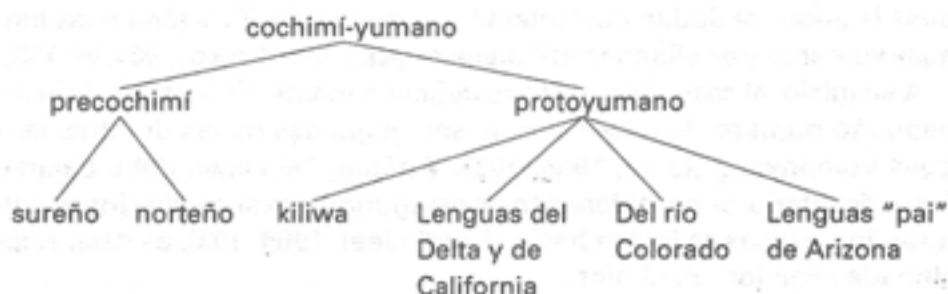 cochimí-yumano
precochimí protoyumano
sureño norteño kiliwa Lenguas del Del río Lenguas "pai"
Delta y de Colorado de Arizona
California